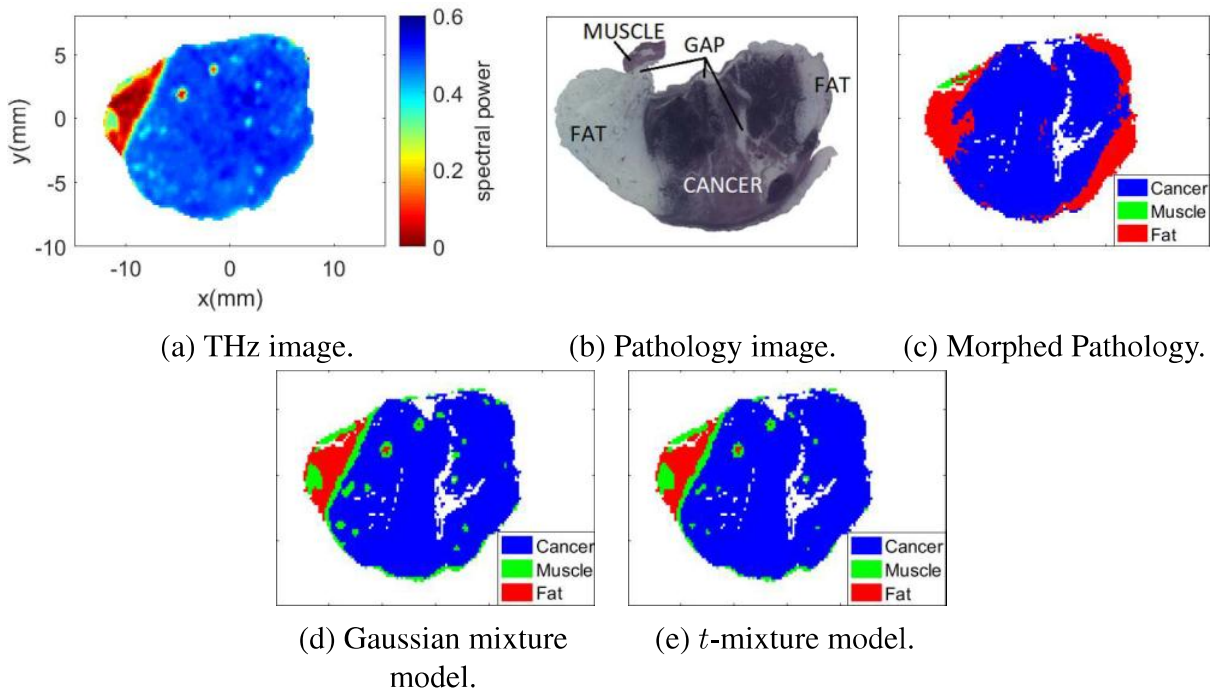 5
0
-5
-10
y(mm)
-10
0
10
x(mm)
0.6
0.4
0.2
0
spectral power
(a) THz image.
MUSCLE
GAP
FAT
FAT
CANCER
(b) Pathology image.
Cancer
Muscle
Fat
(c) Morphed Pathology.
Cancer
Muscle
Fat
(d) Gaussian mixture
model.
Cancer
Muscle
Fat
(e) t-mixture model.